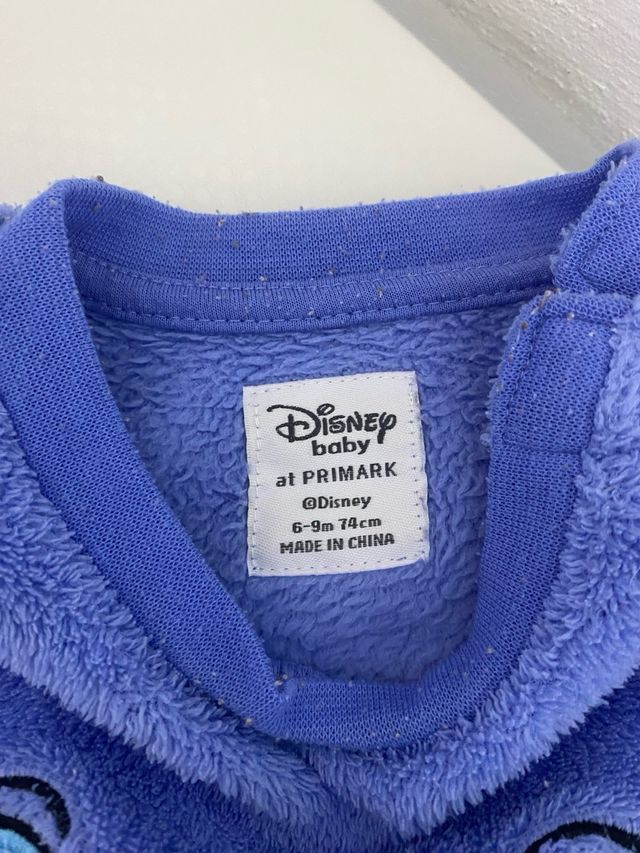 Disney
baby
at PRIMARK
©Disney
6-9m 74cm
MADE IN CHINA